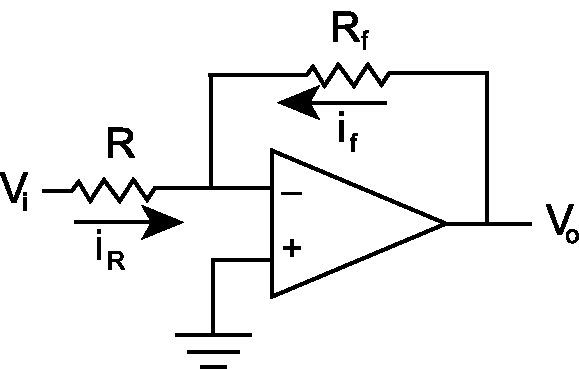 Rf
if
R
Vi
iR
−
+
Vo